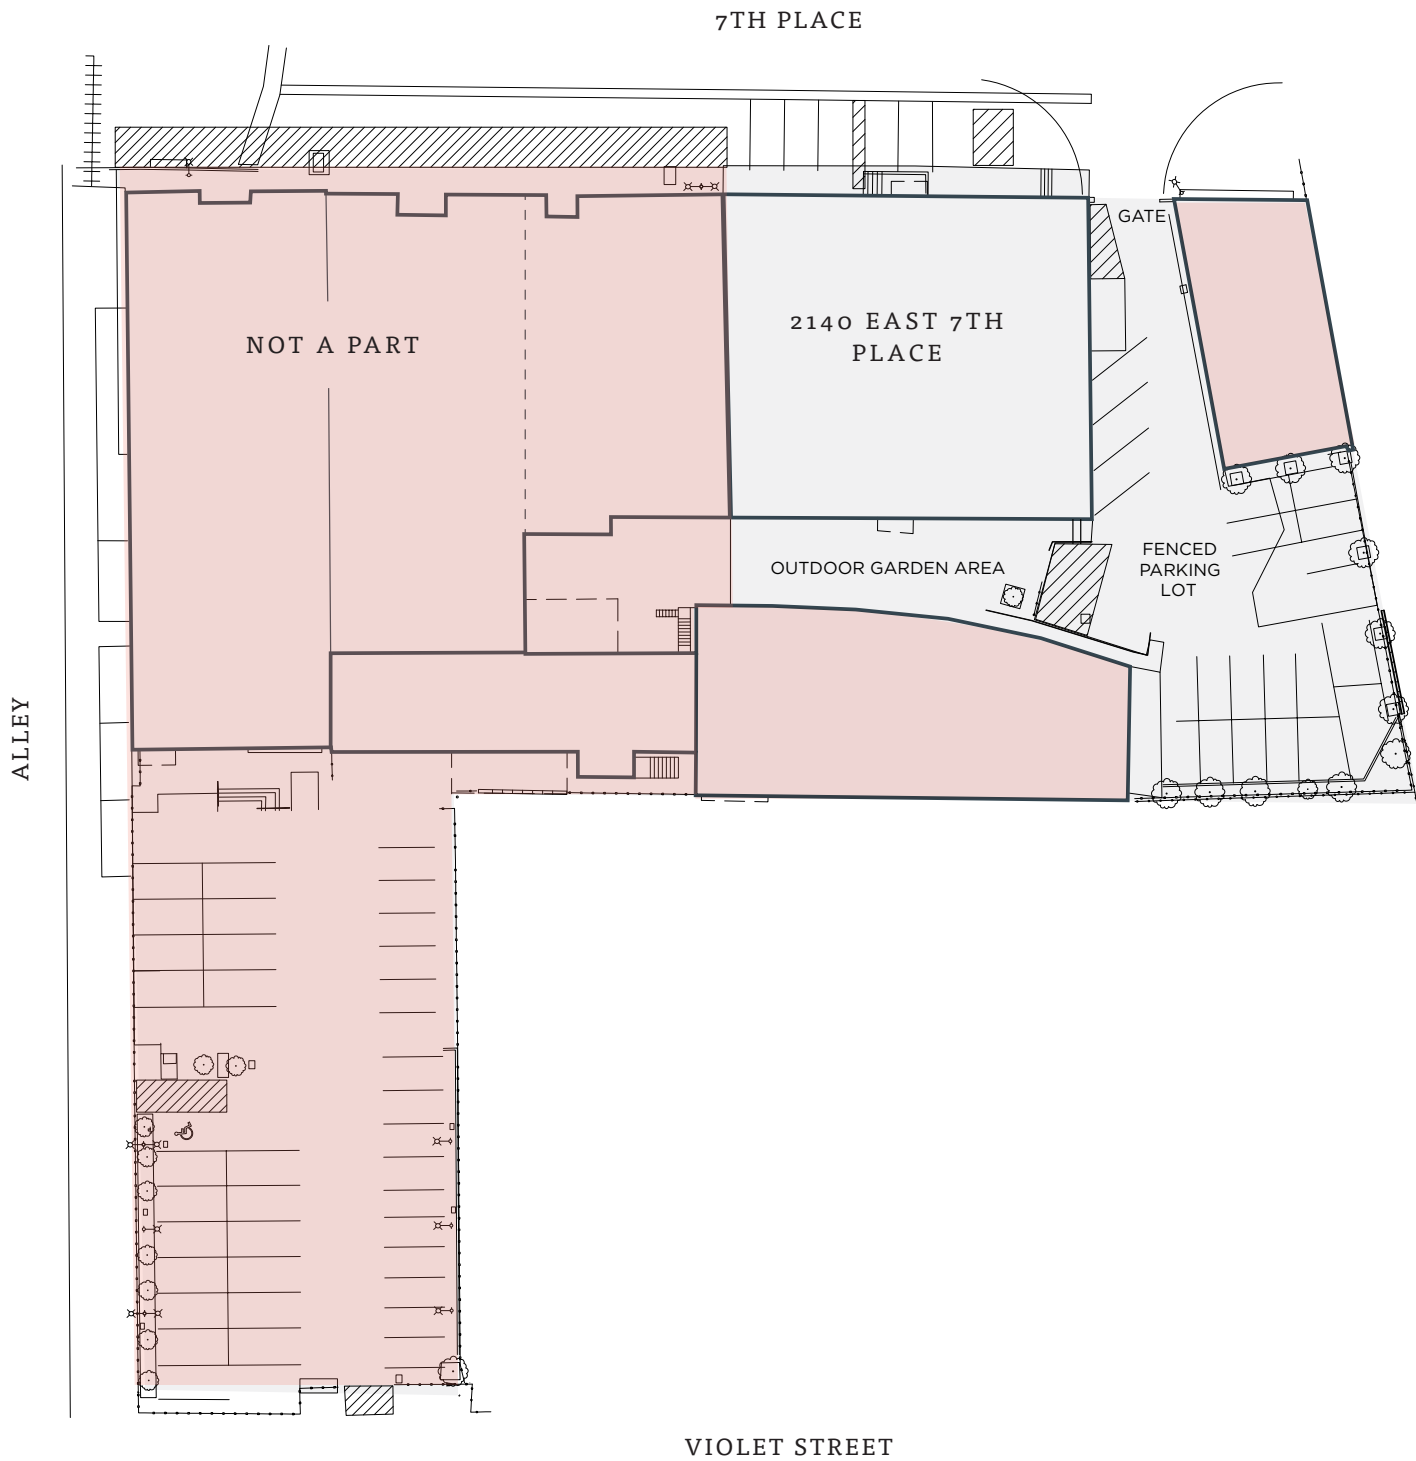 7TH PLACE
GATE
2140 EAST 7TH
PLACE
NOT A PART
FENCED
PARKING
LOT
OUTDOOR GARDEN AREA
ALLEY
VIOLET STREET